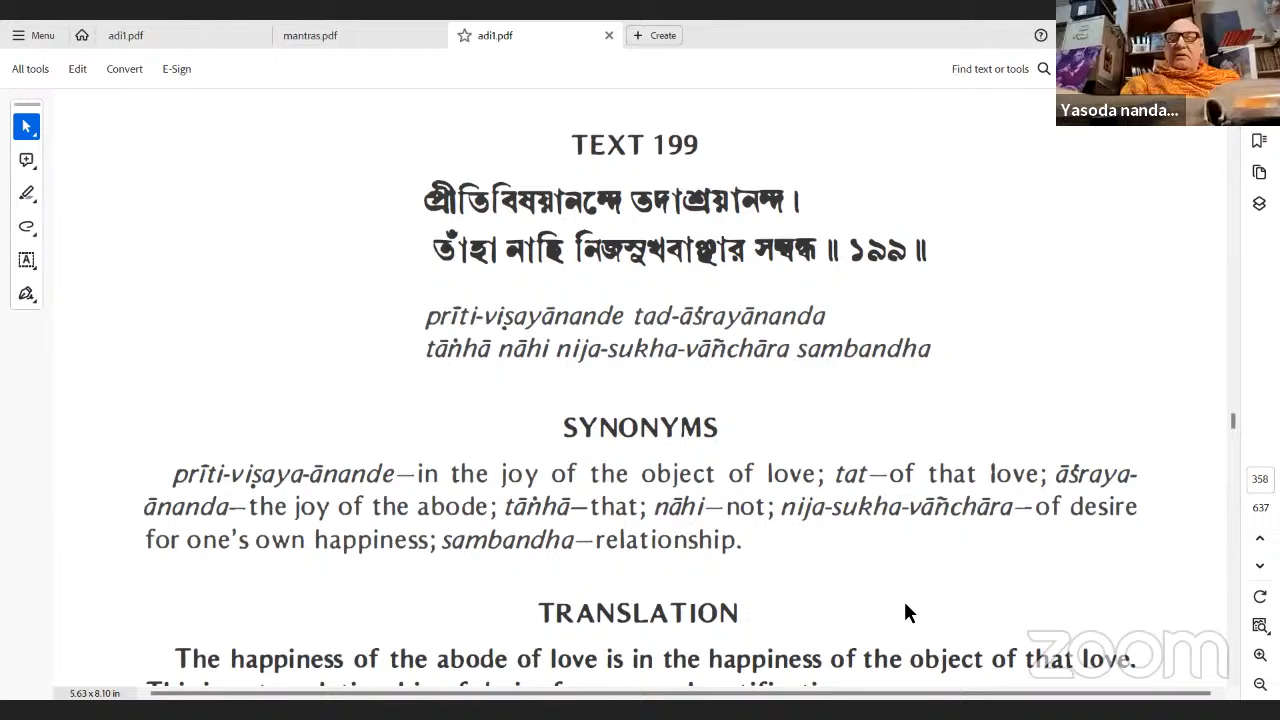 Menu
adi1.pdf
mantras.pdf
adi1.pdf
Create
All tools
Edit
Convert
E-Sign
Find text or tools
Yasoda nanda...
TEXT 199
প্রীতিবিষয়ানন্দে তদাশ্রয়ানন্দ।
তাঁহা নাহি নিজসুখবাঞ্ছার সম্বন্ধ॥ ১৯৯॥
prīti-viṣayānande tad-āśrayānanda
tāṅhā nāhi nija-sukha-vāñchāra sambandha
SYNONYMS
prīti-viṣaya-ānande—in the joy of the object of love; tat—of that love; āśraya-
ānanda—the joy of the abode; tāṅhā—that; nāhi—not; nija-sukha-vāñchāra—of desire
for one's own happiness; sambandha—relationship.
TRANSLATION
The happiness of the abode of love is in the happiness of the object of that love.
358
637
zoom
5.63 x 8.10 in